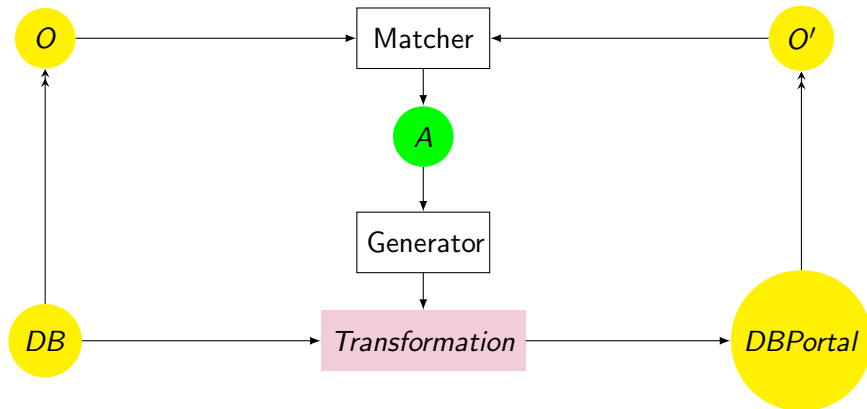 O
Matcher
O′
A
Generator
DB
Transformation
DBPortal